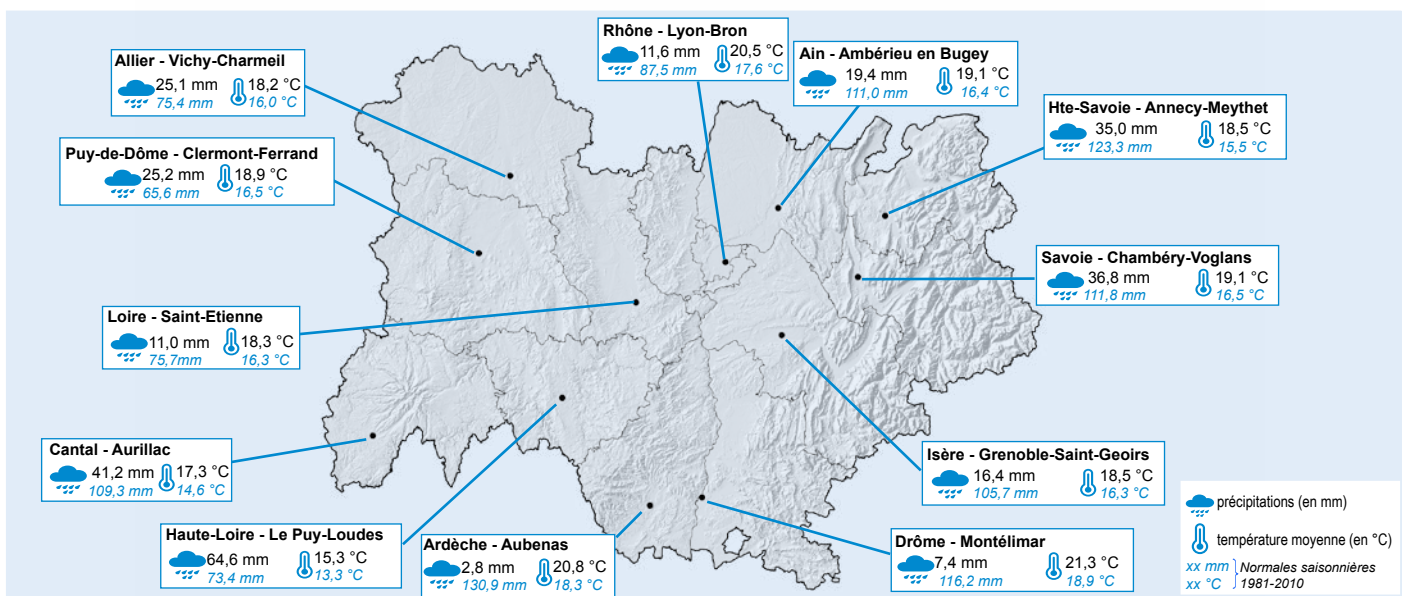 Rhône - Lyon-Bron
11,6 mm 20,5 °C
87,5 mm 17,6 °C
Ain - Ambérieu en Bugey
19,4 mm 19,1 °C
111,0 mm 16,4 °C
Allier - Vichy-Charmeil
25,1 mm 18,2 °C
75,4 mm 16,0 °C
Hte-Savoie - Annecy-Meythet
35,0 mm 18,5 °C
123,3 mm 15,5 °C
Puy-de-Dôme - Clermont-Ferrand
25,2 mm 18,9 °C
65,6 mm 16,5 °C
Savoie - Chambéry-Voglans
36,8 mm 19,1 °C
111,8 mm 16,5 °C
Loire - Saint-Etienne
11,0 mm 18,3 °C
75,7mm 16,3 °C
Cantal - Aurillac
41,2 mm 17,3 °C
109,3 mm 14,6 °C
Isère - Grenoble-Saint-Geoirs
16,4 mm 18,5 °C
105,7 mm 16,3 °C
Haute-Loire - Le Puy-Loudes
64,6 mm 15,3 °C
73,4 mm 13,3 °C
Ardèche - Aubenas
2,8 mm 20,8 °C
130,9 mm 18,3 °C
Drôme - Montélimar
7,4 mm 21,3 °C
116,2 mm 18,9 °C
précipitations (en mm)
température moyenne (en °C)
xx mm Normales saisonnières
xx °C 1981-2010